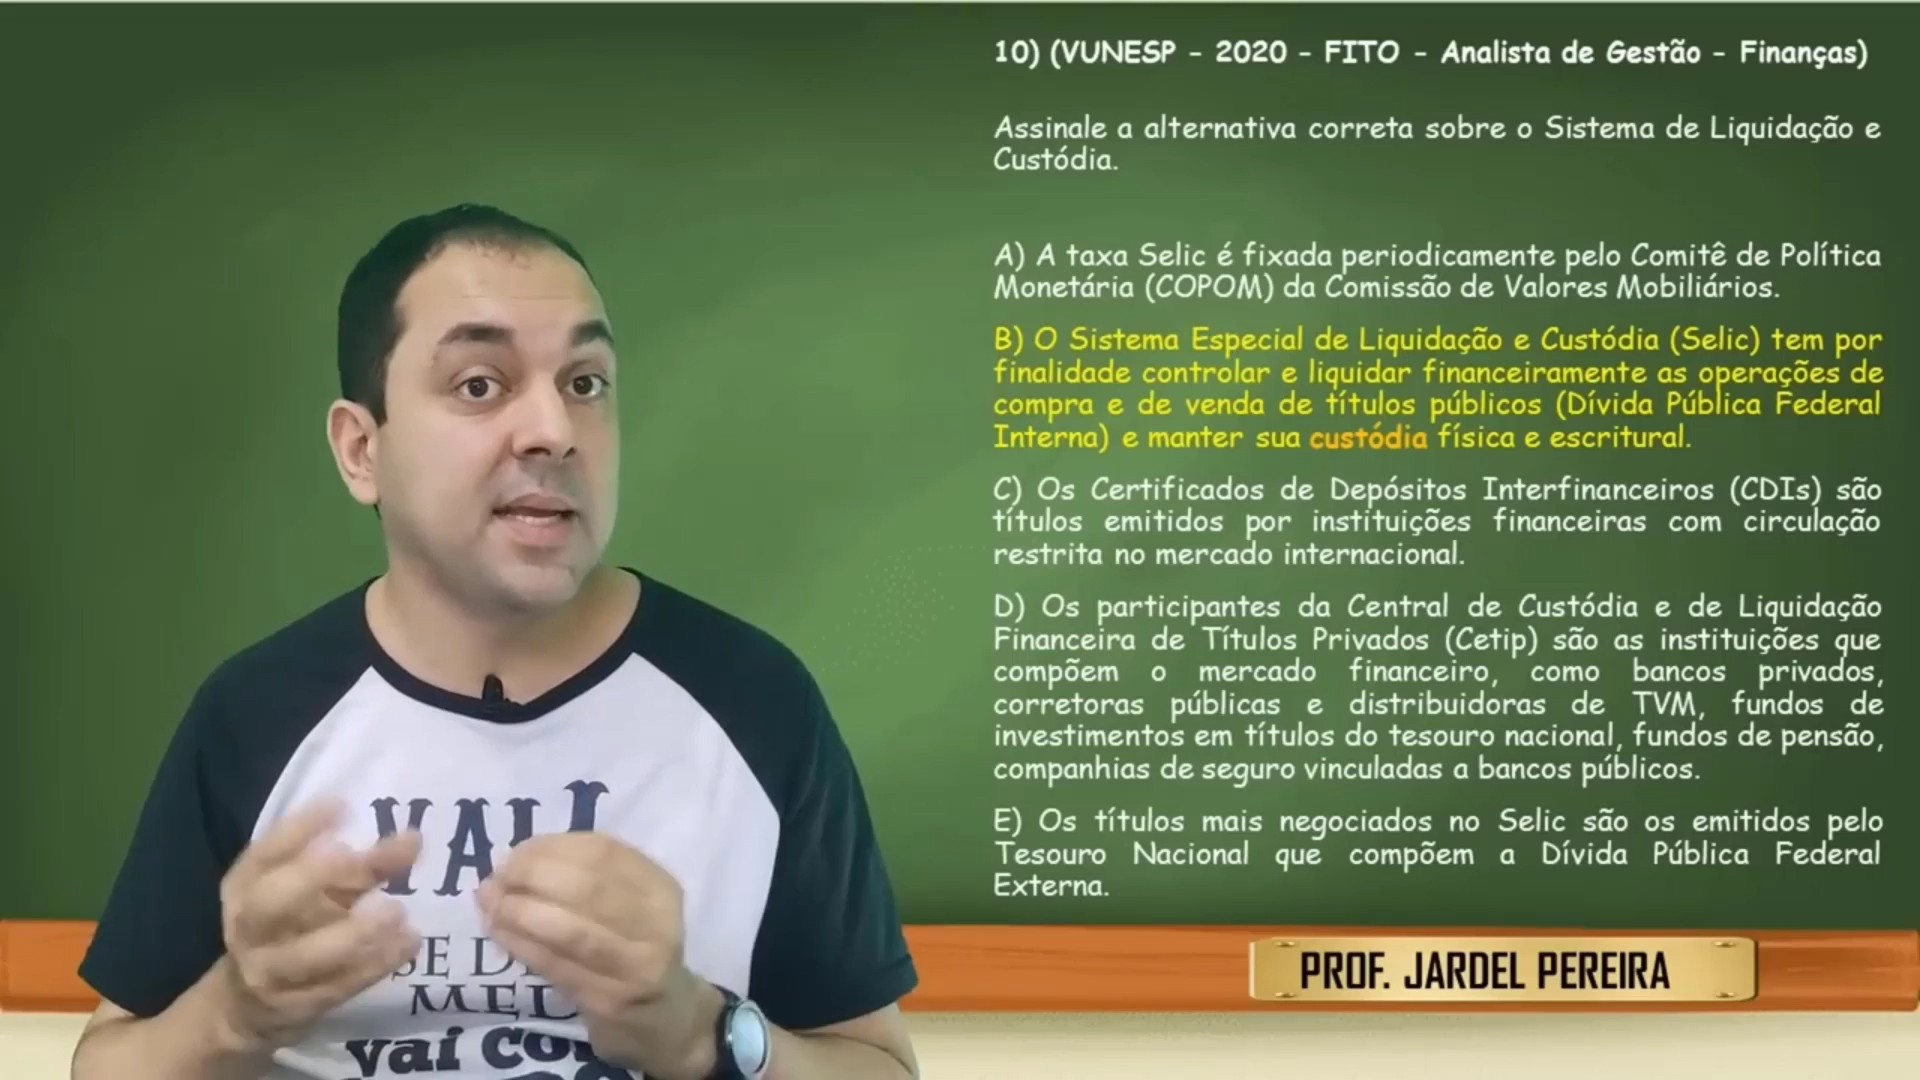 10) (VUNESP - 2020 - FITO - Analista de Gestão - Finanças)
Assinale a alternativa correta sobre o Sistema de Liquidação e
Custódia.
A) A taxa Selic é fixada periodicamente pelo Comitê de Política
Monetária (COPOM) da Comissão de Valores Mobiliários.
B) O Sistema Especial de Liquidação e Custódia (Selic) tem por
finalidade controlar e liquidar financeiramente as operações de
compra e de venda de títulos públicos (Dívida Pública Federal
Interna) e manter sua custódia física e escritural.
C) Os Certificados de Depósitos Interfinanceiros (CDIs) são
títulos emitidos por instituições financeiras com circulação
restrita no mercado internacional.
D) Os participantes da Central de Custódia e de Liquidação
Financeira de Títulos Privados (Cetip) são as instituições que
compõem o mercado financeiro, como bancos privados,
corretoras públicas e distribuidoras de TVM, fundos de
investimentos em títulos do tesouro nacional, fundos de pensão,
companhias de seguro vinculadas a bancos públicos.
E) Os títulos mais negociados no Selic são os emitidos pelo
Tesouro Nacional que compõem a Dívida Pública Federal
Externa.
PROF. JARDEL PEREIRA
SE
vai